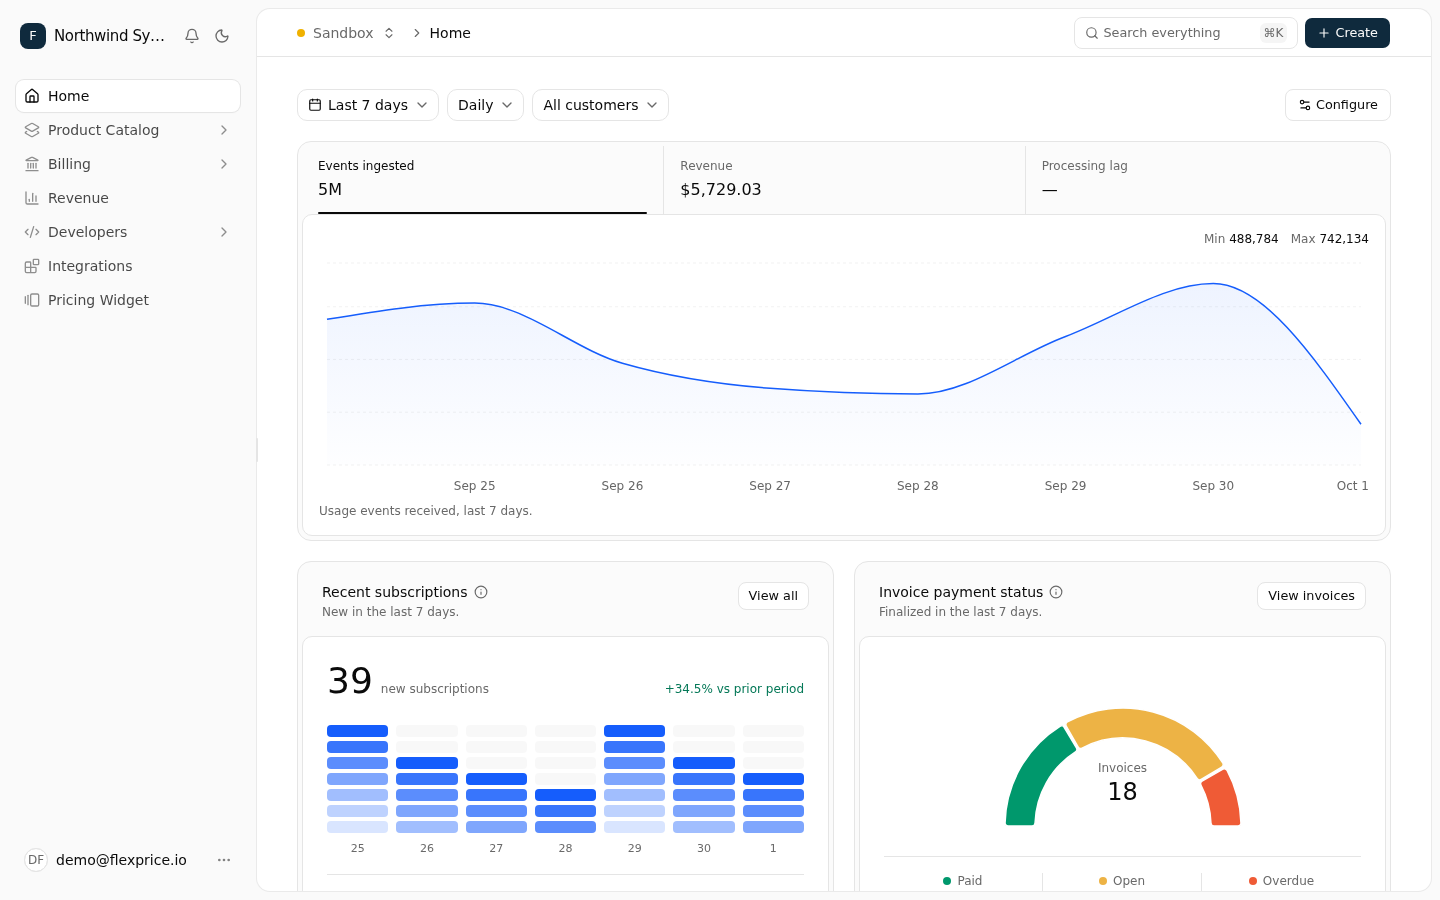 F Northwind Sy...
Home
Product Catalog
Billing
Revenue
Developers
Integrations
Pricing Widget
DF demo@flexprice.io
Sandbox Home
Search everything ⌘K
Create
Last 7 days
Daily
All customers
Configure
Events ingested
5M
Revenue
$5,729.03
Processing lag
—
Min 488,784 Max 742,134
Sep 25 Sep 26 Sep 27 Sep 28 Sep 29 Sep 30 Oct 1
Usage events received, last 7 days.
Recent subscriptions
New in the last 7 days.
View all
39 new subscriptions
+34.5% vs prior period
25 26 27 28 29 30 1
Invoice payment status
Finalized in the last 7 days.
View invoices
Invoices
18
Paid Open Overdue